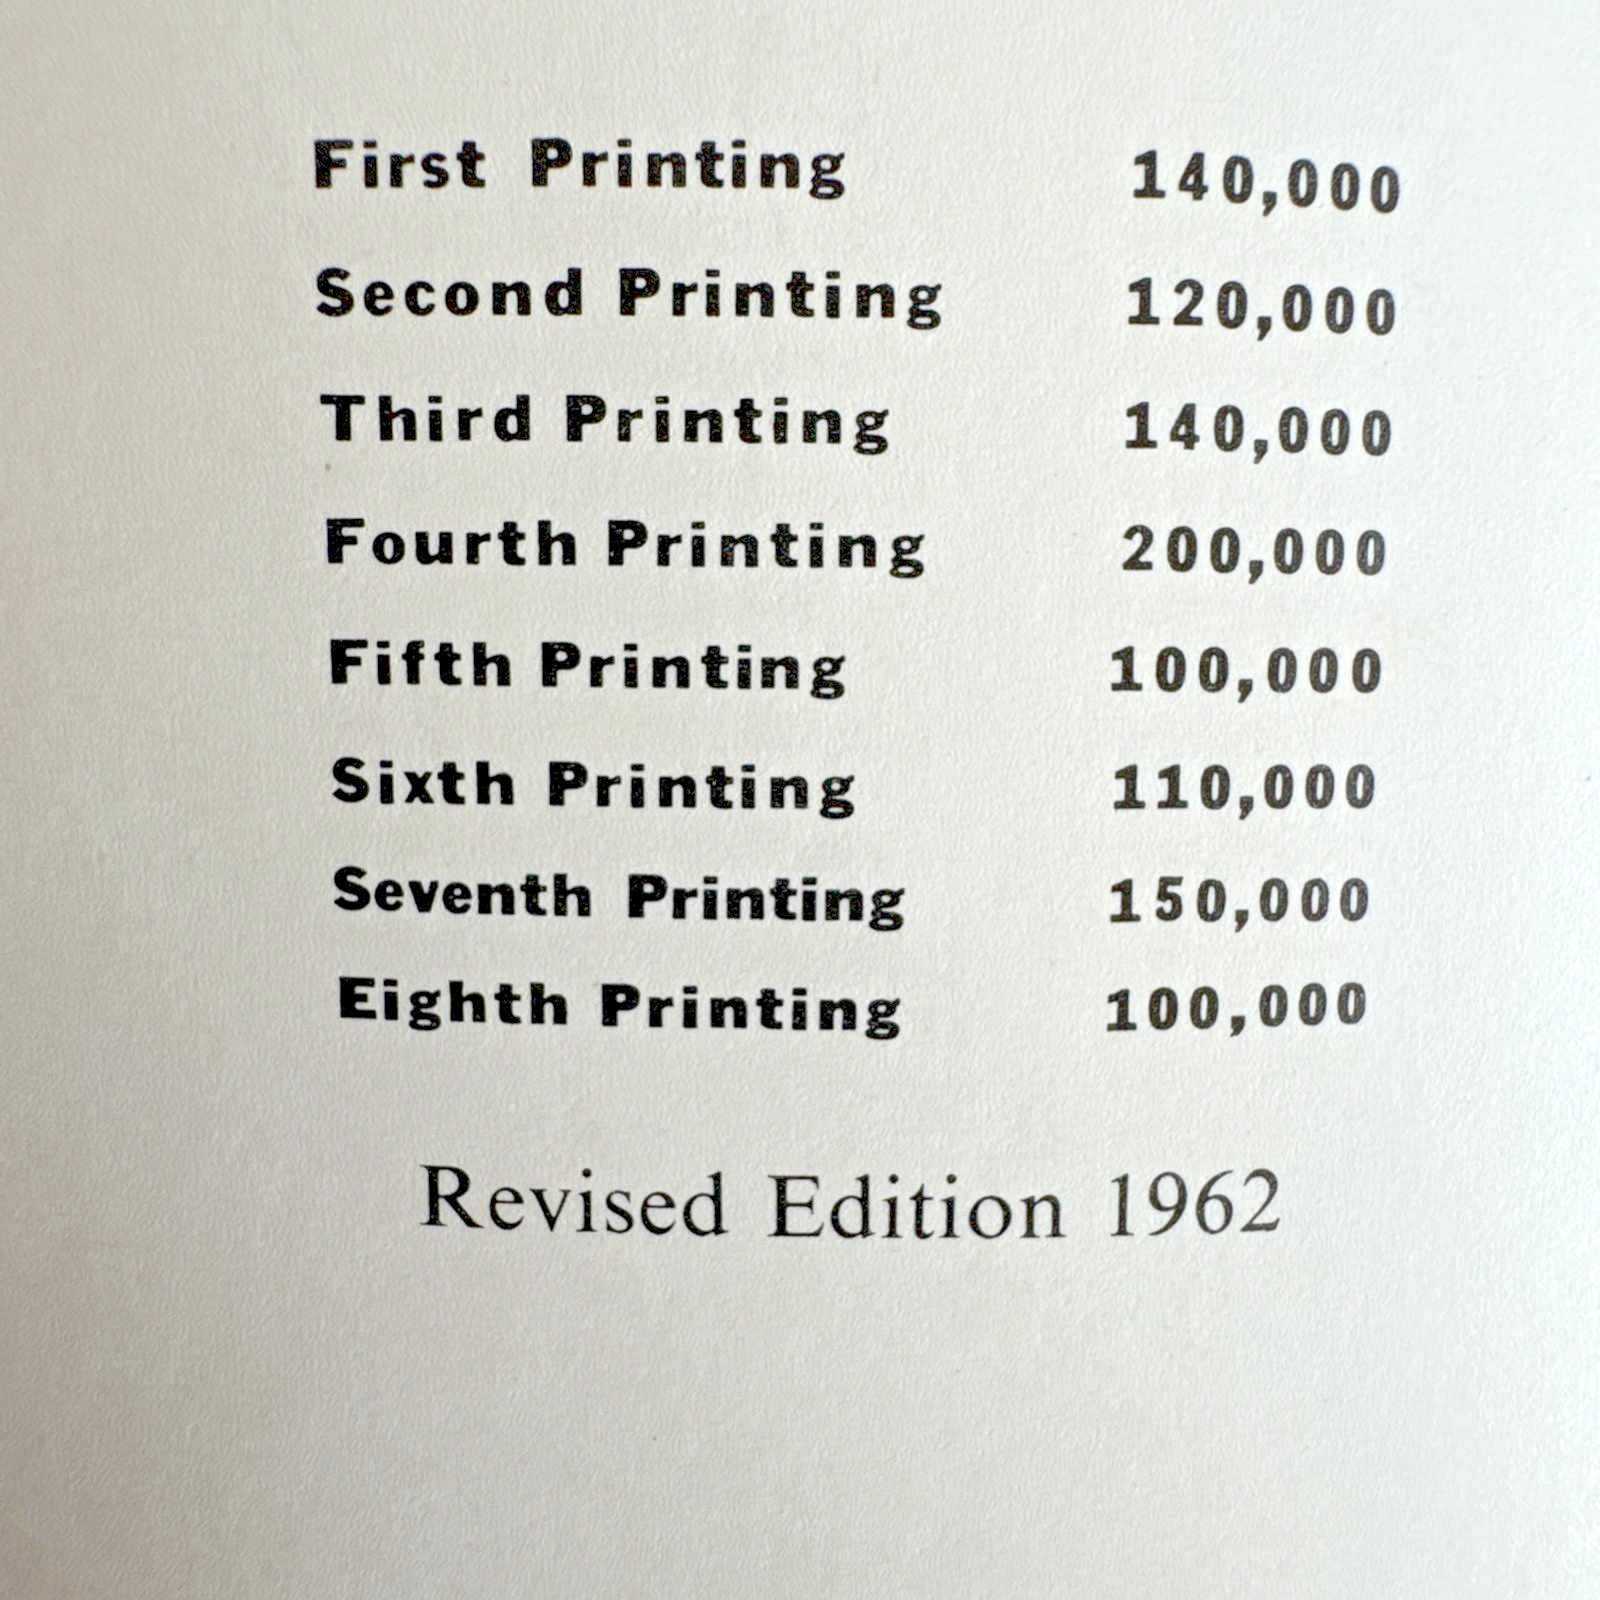 First Printing 140,000
Second Printing 120,000
Third Printing 140,000
Fourth Printing 200,000
Fifth Printing 100,000
Sixth Printing 110,000
Seventh Printing 150,000
Eighth Printing 100,000
Revised Edition 1962